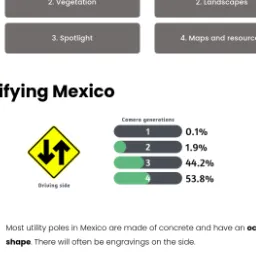 2. Vegetation
2. Landscapes
3. Spotlight
4. Maps and
ifying Mexico
Camera generations
1 0.1%
2 1.9%
3 44.2%
4 53.8%
Driving side
Most utility poles in Mexico are made of concrete and have an
shape. There will often be engravings on the side.